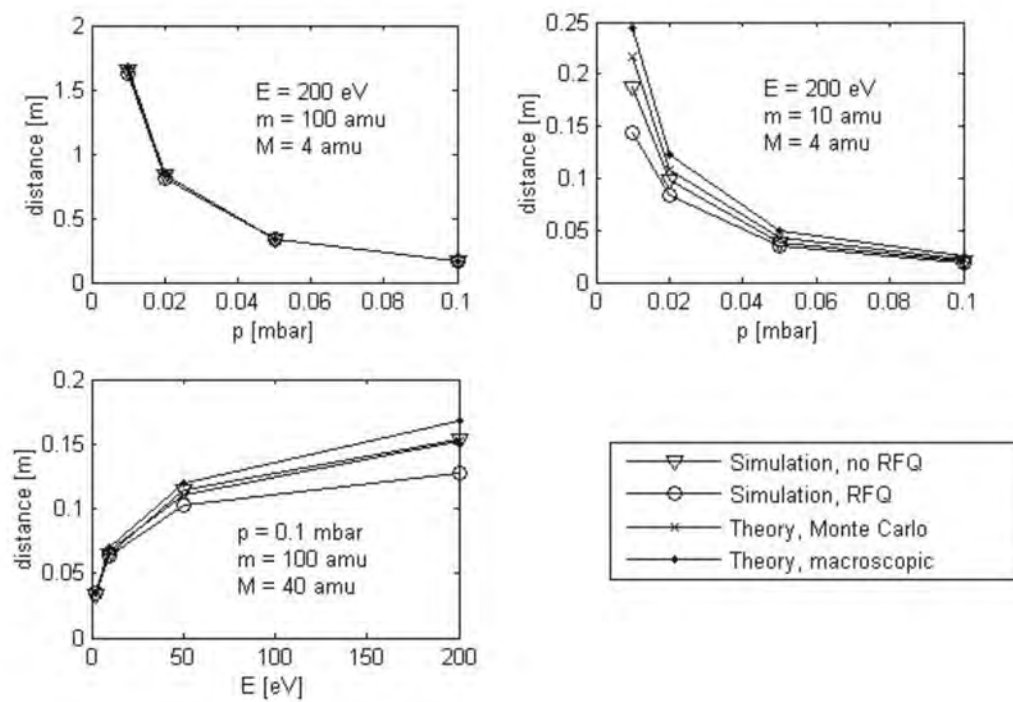 2
1.5
1
0.5
0
distance [m]
E = 200 eV
m = 100 amu
M = 4 amu
0
0.02
0.04
0.06
0.08
0.1
p [mbar]
0.25
0.2
0.15
0.1
0.05
0
distance [m]
E = 200 eV
m = 10 amu
M = 4 amu
0
0.02
0.04
0.06
0.08
0.1
p [mbar]
0.2
0.15
0.1
0.05
0
distance [m]
p = 0.1 mbar
m = 100 amu
M = 40 amu
0
50
100
150
200
E [eV]
Simulation, no RFQ
Simulation, RFQ
Theory, Monte Carlo
Theory, macroscopic